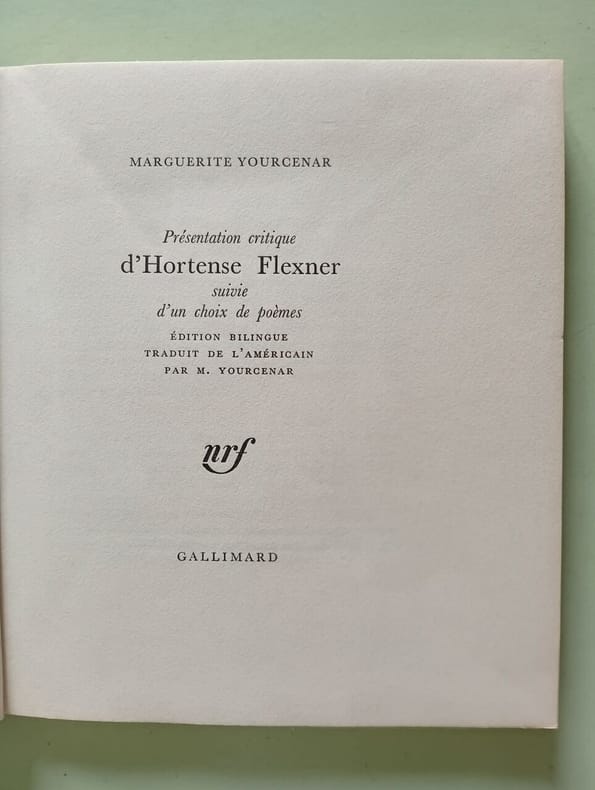 MARGUERITE YOURCENAR
Présentation critique
d'Hortense Flexner
suivie
d'un choix de poèmes
ÉDITION BILINGUE
TRADUIT DE L'AMÉRICAIN
PAR M. YOURCENAR
nrf
GALLIMARD